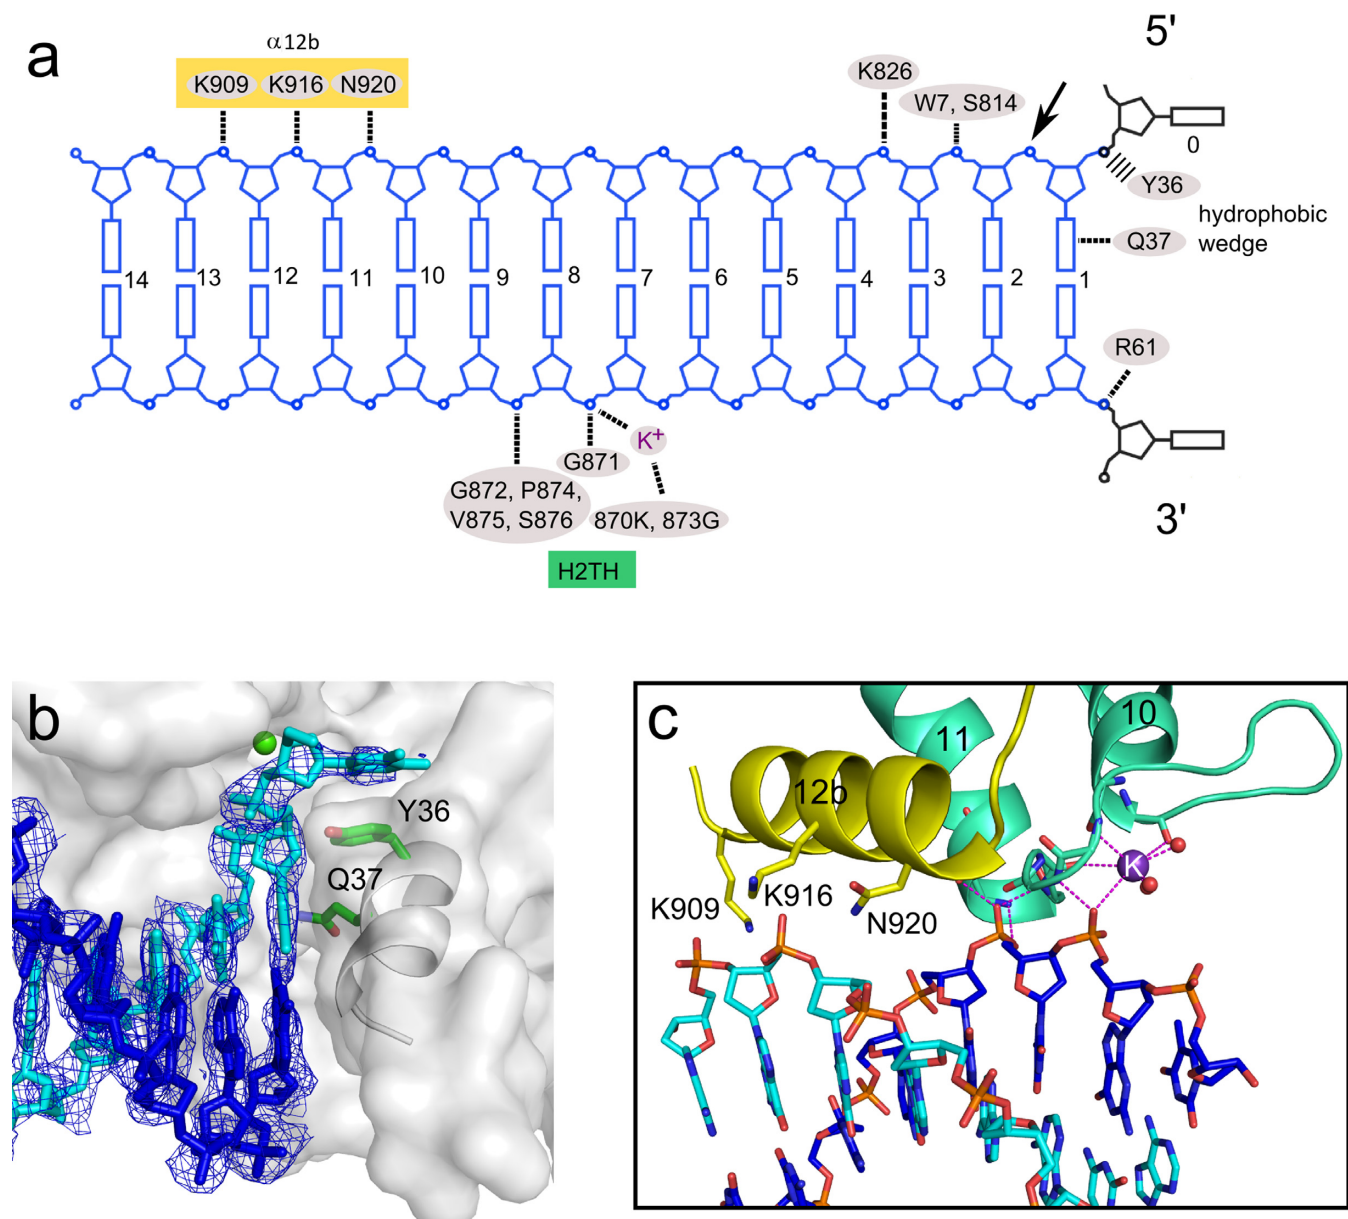 a
α12b
K909 K916 N920
K826
W7, S814
5'
0
Y36
hydrophobic
wedge
Q37
14 13 12 11 10 9 8 7 6 5 4 3 2 1
R61
K+
G871
G872, P874,
V875, S876
870K, 873G
3'
H2TH
b
Y36
Q37
c
10
11
12b
K
K909
K916
N920